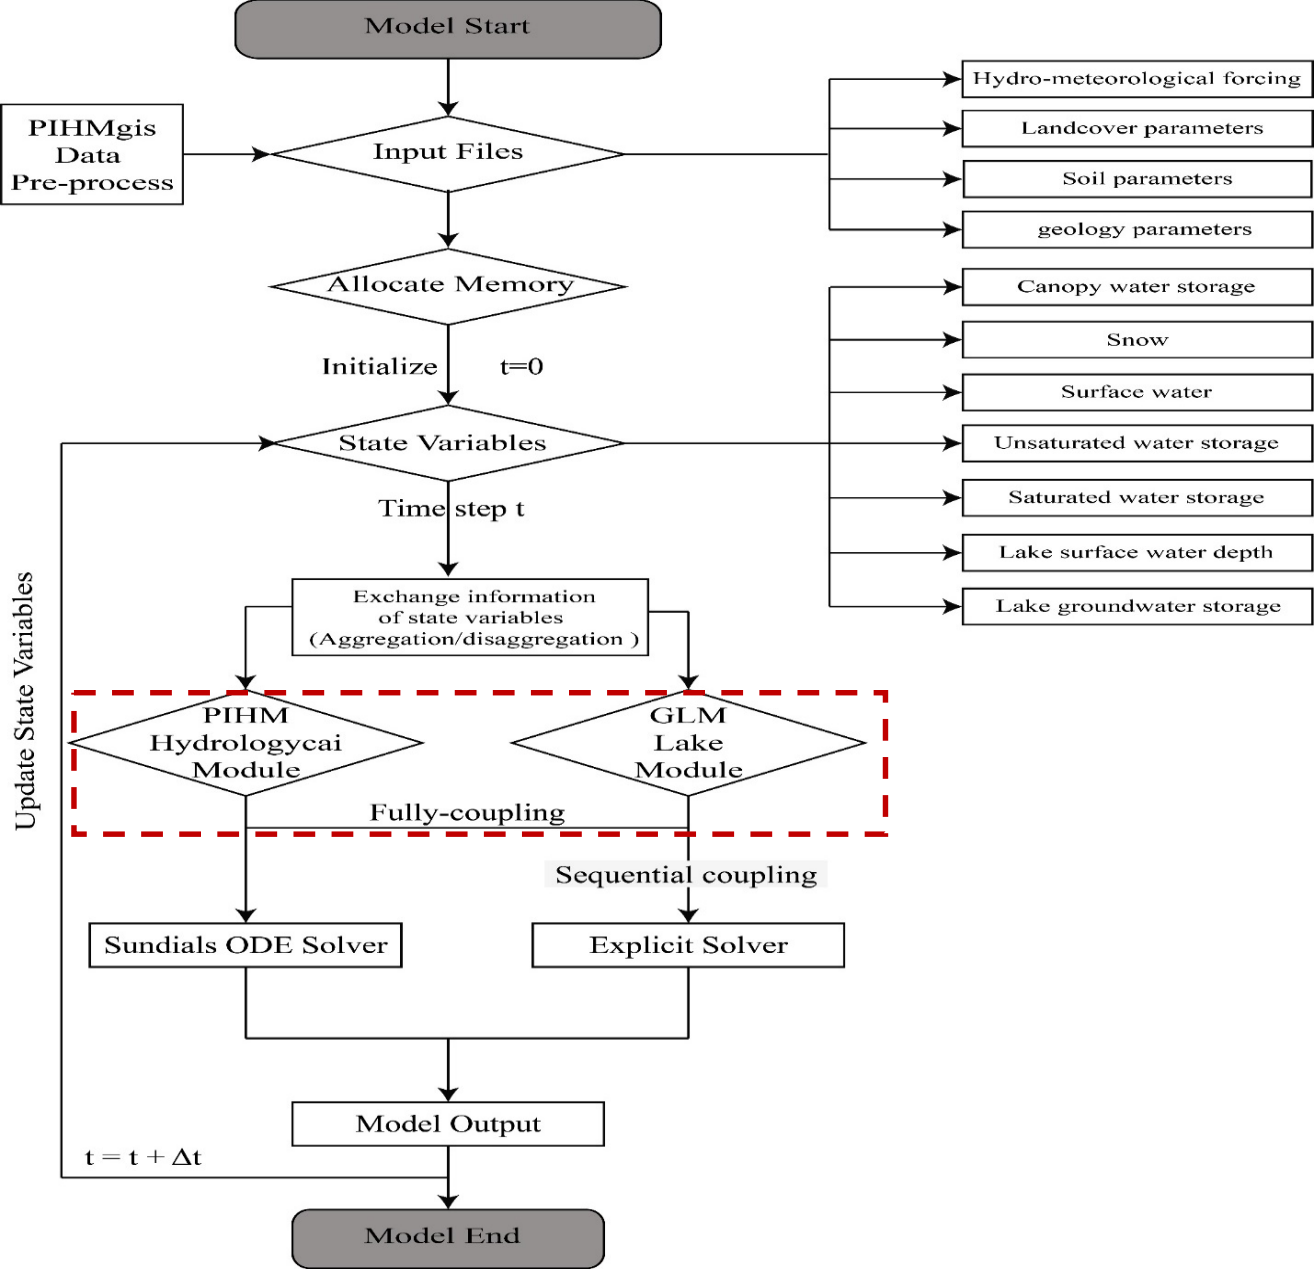 Model Start
PIHMgis
Data
Pre-process
Input Files
Hydro-meteorological forcing
Landcover parameters
Soil parameters
geology parameters
Allocate Memory
Initialize t=0
State Variables
Canopy water storage
Snow
Surface water
Unsaturated water storage
Saturated water storage
Lake surface water depth
Lake groundwater storage
Time step t
Exchange information
of state variables
(Aggregation/disaggregation )
Update State Variables
PIHM
Hydrologycai
Module
GLM
Lake
Module
Fully-coupling
Sequential coupling
Sundials ODE Solver
Explicit Solver
Model Output
t = t + Δt
Model End